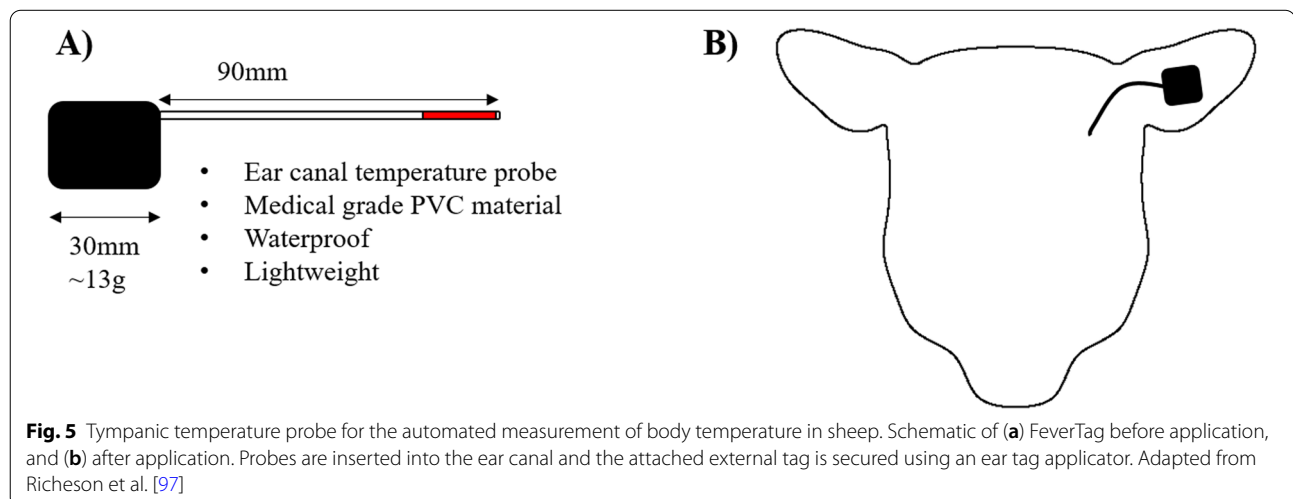 A)
90mm
• Ear canal temperature probe
• Medical grade PVC material
• Waterproof
• Lightweight
30mm
~13g
B)
Fig. 5 Tympanic temperature probe for the automated measurement of body temperature in sheep. Schematic of (a) FeverTag before application,
and (b) after application. Probes are inserted into the ear canal and the attached external tag is secured using an ear tag applicator. Adapted from
Richeson et al. [97]